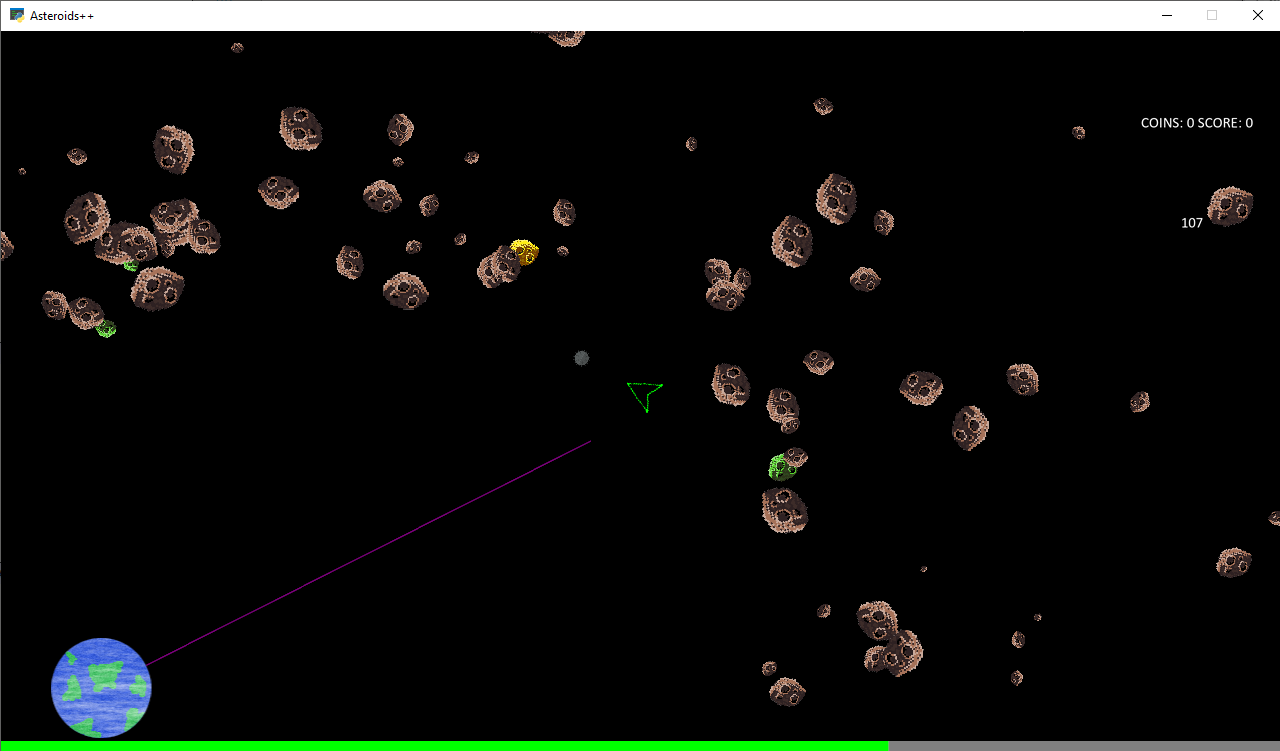 Asteroids++
COINS: 0 SCORE: 0
107